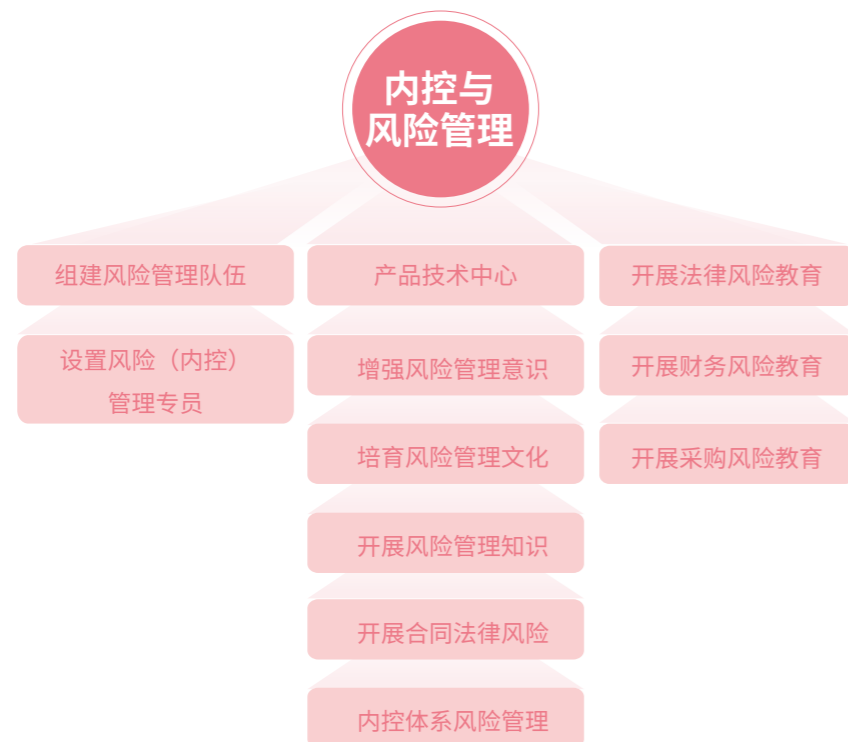 内控与
风险管理
组建风险管理队伍
设置风险（内控）
管理专员
产品技术中心
增强风险管理意识
培育风险管理文化
开展风险管理知识
开展合同法律风险
内控体系风险管理
开展法律风险教育
开展财务风险教育
开展采购风险教育